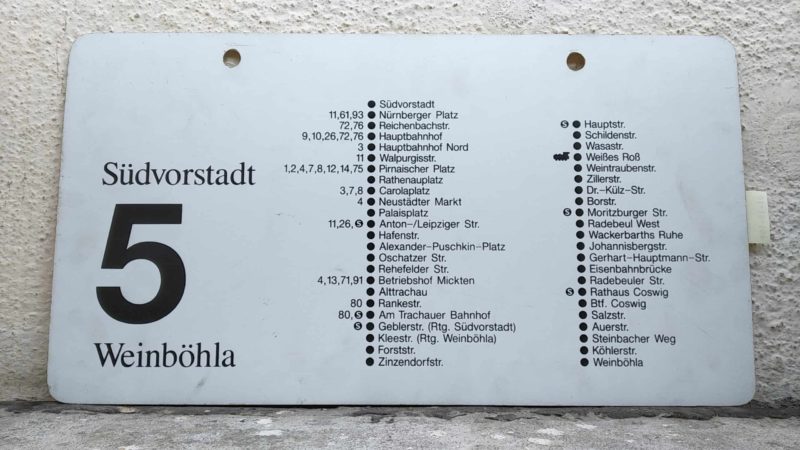 Südvorstadt
5
Weinböhla
● Südvorstadt
11,61,93 ● Nürnberger Platz
72,76 ● Reichenbachstr.
9,10,26,72,76 ● Hauptbahnhof
3 ● Hauptbahnhof Nord
11 ● Walpurgisstr.
1,2,4,7,8,12,14,75 ● Pirnaischer Platz
● Rathenauplatz
3,7,8 ● Carolaplatz
4 ● Neustädter Markt
● Palaisplatz
11,26,S ● Anton-/Leipziger Str.
● Hafenstr.
● Alexander-Puschkin-Platz
● Oschatzer Str.
● Rehefelder Str.
4,13,71,91 ● Betriebshof Mickten
● Alttrachau
80 ● Rankestr.
80,S ● Am Trachauer Bahnhof
S ● Geblerstr. (Rtg. Südvorstadt)
● Kleestr. (Rtg. Weinböhla)
● Forststr.
● Zinzendorfstr.
S ● Hauptstr.
● Schildenstr.
● Wasastr.
● Weißes Roß
● Weintraubenstr.
● Zillerstr.
● Dr.-Külz-Str.
● Borstr.
S ● Moritzburger Str.
● Radebeul West
● Wackerbarths Ruhe
● Johannisbergstr.
● Gerhart-Hauptmann-Str.
● Eisenbahnbrücke
● Radebeuler Str.
S ● Rathaus Coswig
● Btf. Coswig
● Salzstr.
● Auerstr.
● Steinbacher Weg
● Köhlerstr.
● Weinböhla